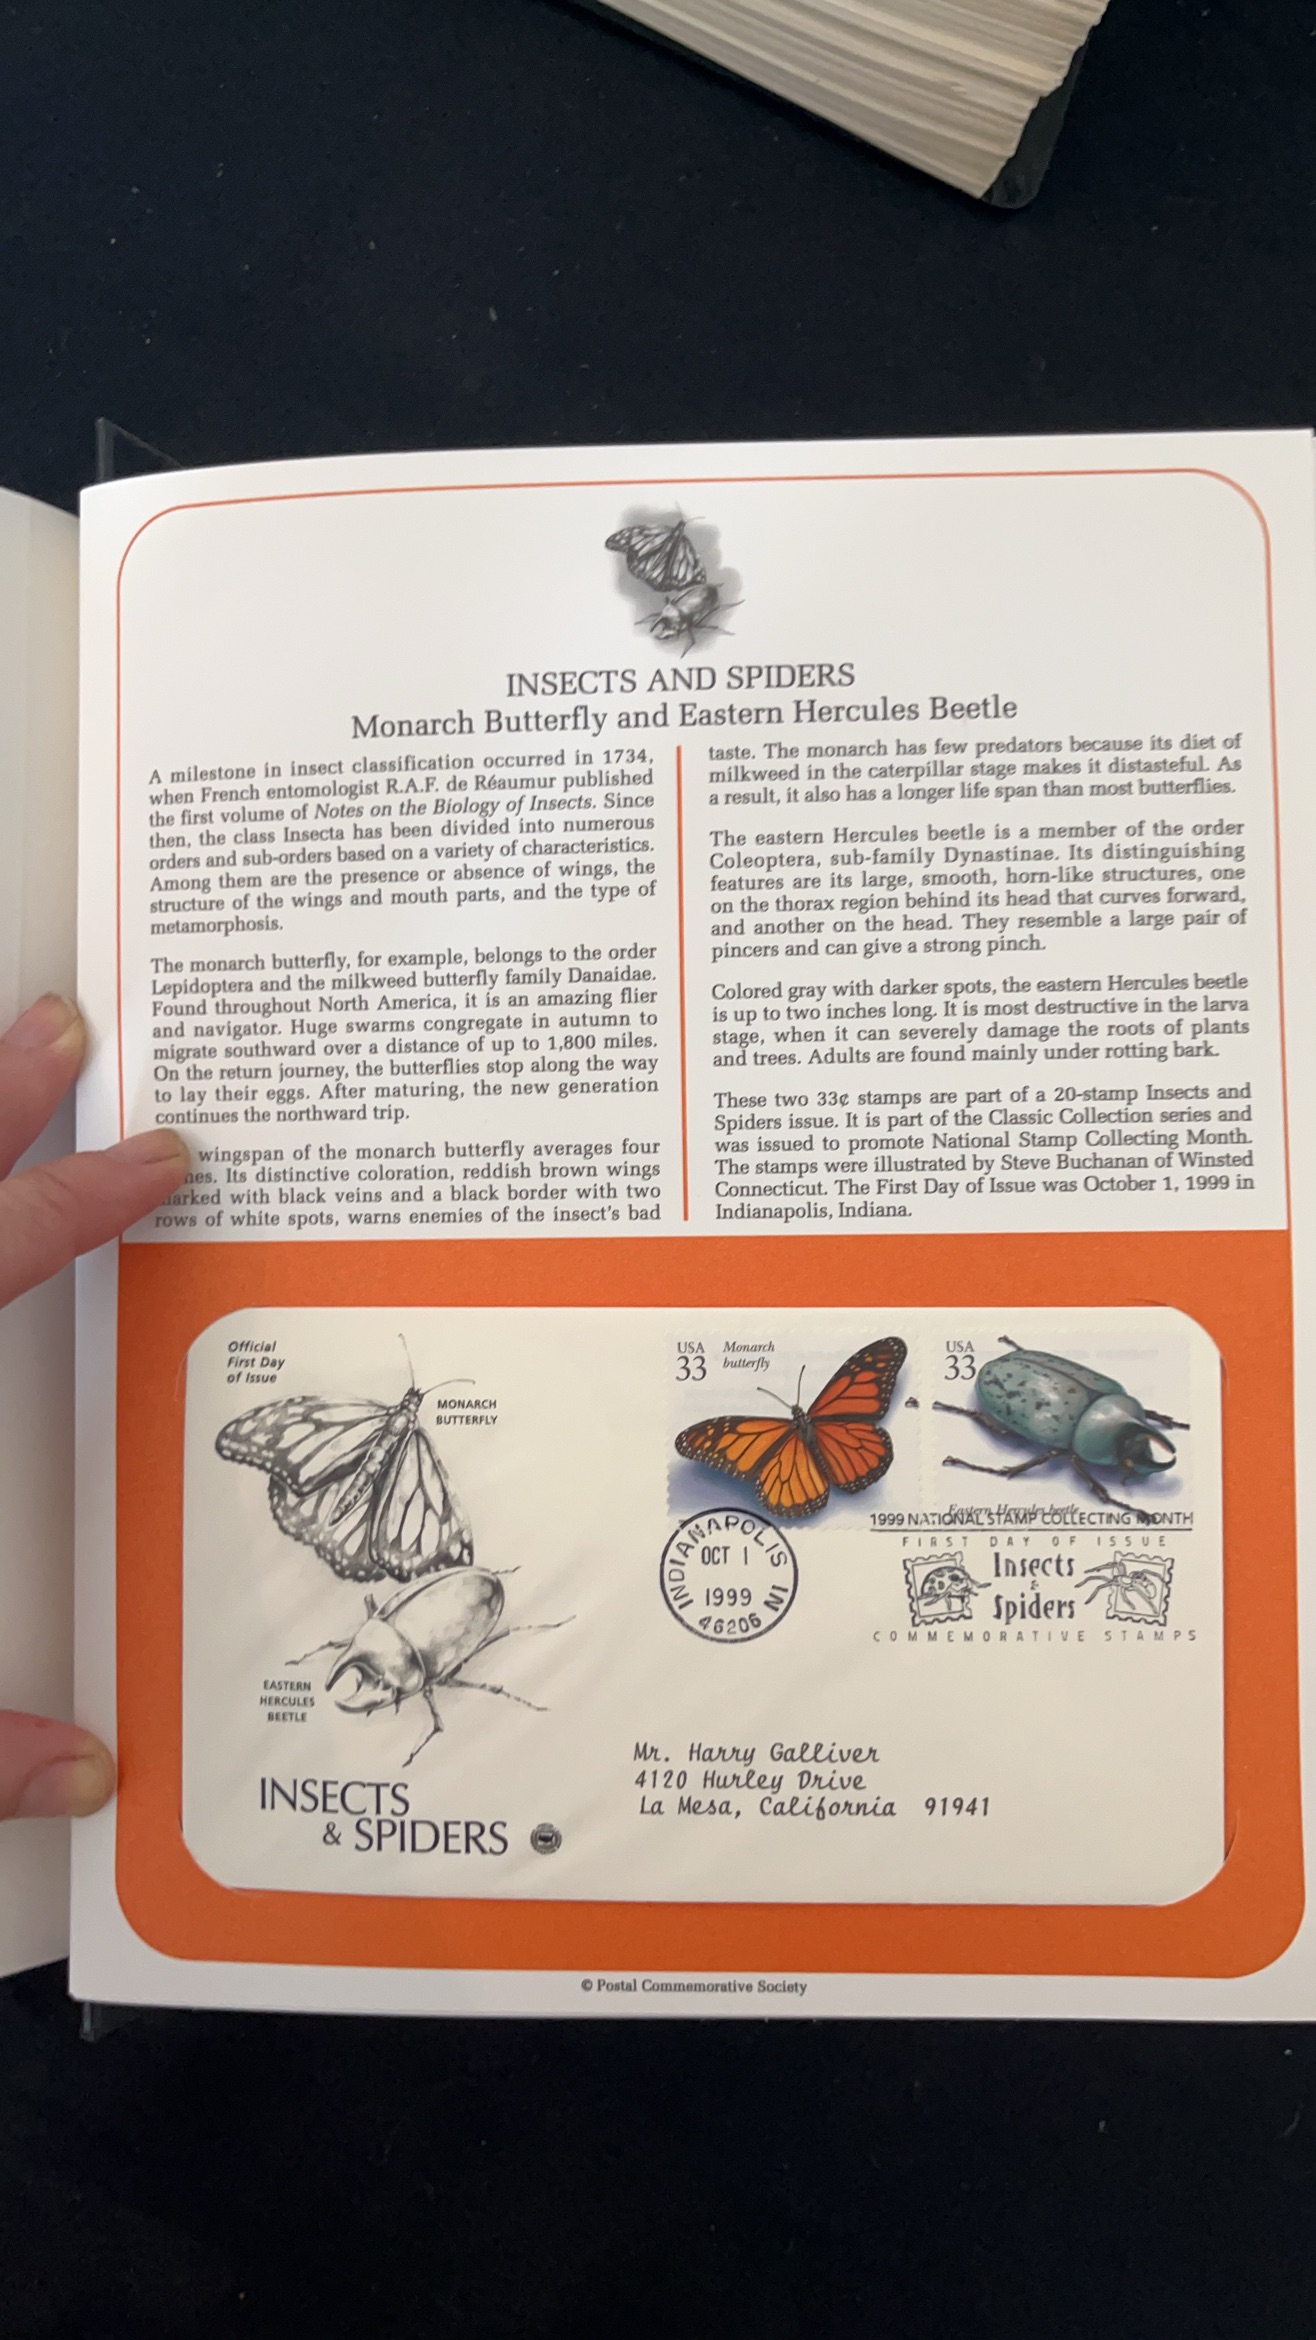 INSECTS AND SPIDERS
Monarch Butterfly and Eastern Hercules Beetle
A milestone in insect classification occurred in 1734,
when French entomologist R.A.F. de Réaumur published
the first volume of Notes on the Biology of Insects. Since
then, the class Insecta has been divided into numerous
orders and sub-orders based on a variety of characteristics.
Among them are the presence or absence of wings, the
structure of the wings and mouth parts, and the type of
metamorphosis.
The monarch butterfly, for example, belongs to the order
Lepidoptera and the milkweed butterfly family Danaidae.
Found throughout North America, it is an amazing flier
and navigator. Huge swarms congregate in autumn to
migrate southward over a distance of up to 1,800 miles.
On the return journey, the butterflies stop along the way
to lay their eggs. After maturing, the new generation
continues the northward trip.
wingspan of the monarch butterfly averages four
Its distinctive coloration, reddish brown wings
marked with black veins and a black border with two
rows of white spots, warns enemies of the insect's bad
taste. The monarch has few predators because its diet of
milkweed in the caterpillar stage makes it distasteful. As
a result, it also has a longer life span than most butterflies.
The eastern Hercules beetle is a member of the order
Coleoptera, sub-family Dynastinae. Its distinguishing
features are its large, smooth, horn-like structures, one
on the thorax region behind its head that curves forward,
and another on the head. They resemble a large pair of
pincers and can give a strong pinch.
Colored gray with darker spots, the eastern Hercules beetle
is up to two inches long. It is most destructive in the larva
stage, when it can severely damage the roots of plants
and trees. Adults are found mainly under rotting bark.
These two 33¢ stamps are part of a 20-stamp Insects and
Spiders issue. It is part of the Classic Collection series and
was issued to promote National Stamp Collecting Month.
The stamps were illustrated by Steve Buchanan of Winsted
Connecticut. The First Day of Issue was October 1, 1999 in
Indianapolis, Indiana.
Official
First Day
of Issue
MONARCH
BUTTERFLY
EASTERN
HERCULES
BEETLE
INSECTS
& SPIDERS
USA
33
Monarch
butterfly
USA
33
Eastern Hercules beetle
INDIANAPOLIS IN
OCT 1
1999
46206
1999 NATIONAL STAMP COLLECTING MONTH
FIRST DAY OF ISSUE
Insects
&
Spiders
COMMEMORATIVE STAMPS
Mr. Harry Galliver
4120 Hurley Drive
La Mesa, California 91941
© Postal Commemorative Society